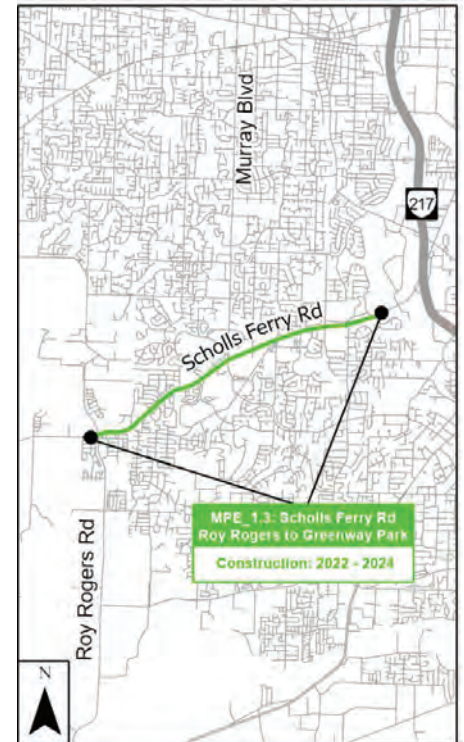 Murray Blvd
217
Scholls Ferry Rd
MPE_1.3: Scholls Ferry Rd
Roy Rogers to Greenway Park
Construction: 2022 - 2024
Roy Rogers Rd
N